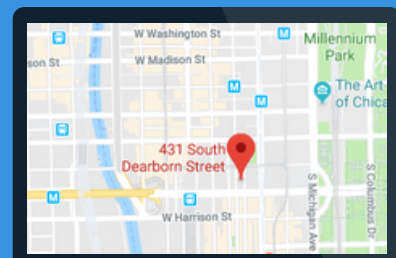 W Washington St
Millennium
Park
son St
W Madison St
M
M
M
The Art
of Chica
431 South
Dearborn Street
M
W Harrison St
S Michigan Ave
S Columbus Dr